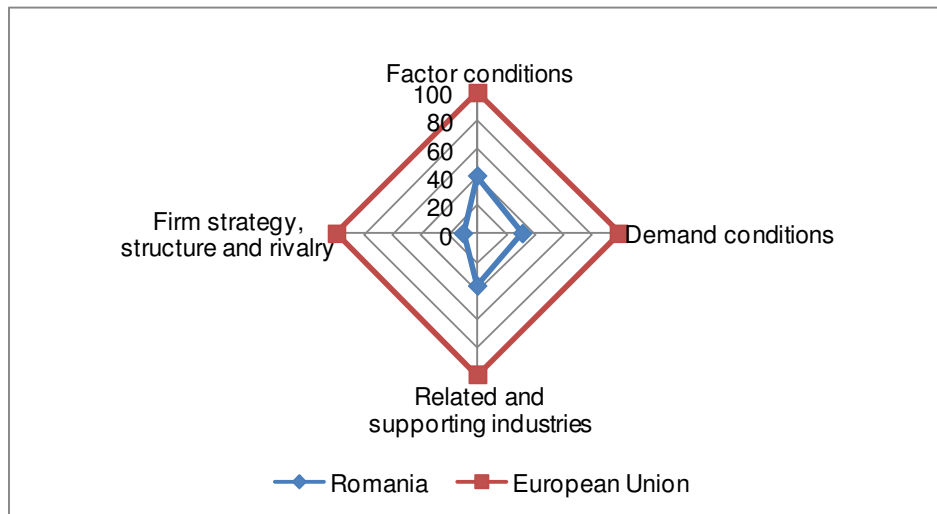 Factor conditions
100
80
60
40
20
0
Firm strategy,
structure and rivalry
Demand conditions
Related and
supporting industries
Romania
European Union